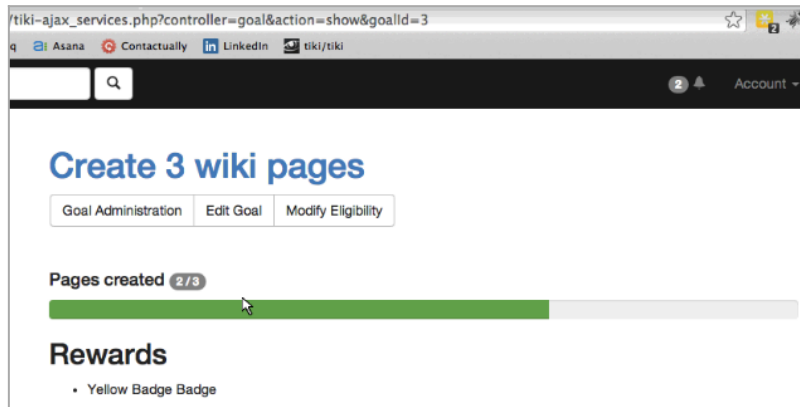 /tiki-ajax_services.php?controller=goal&action=show&goalId=3
2
q Asana Contactually LinkedIn tiki/tiki
2 Account
Create 3 wiki pages
Goal Administration Edit Goal Modify Eligibility
Pages created 2/3
Rewards
• Yellow Badge Badge